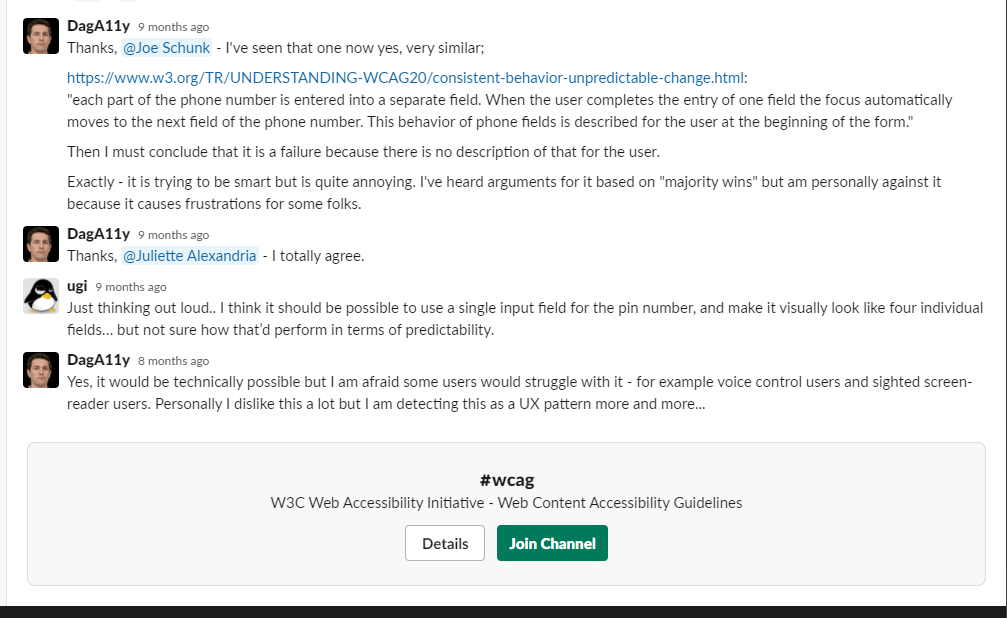 DagA11y 9 months ago
Thanks, @Joe Schunk - I've seen that one now yes, very similar;
https://www.w3.org/TR/UNDERSTANDING-WCAG20/consistent-behavior-unpredictable-change.html:
"each part of the phone number is entered into a separate field. When the user completes the entry of one field the focus automatically
moves to the next field of the phone number. This behavior of phone fields is described for the user at the beginning of the form."
Then I must conclude that it is a failure because there is no description of that for the user.
Exactly - it is trying to be smart but is quite annoying. I've heard arguments for it based on "majority wins" but am personally against it
because it causes frustrations for some folks.
DagA11y 9 months ago
Thanks, @Juliette Alexandria - I totally agree.
ugi 9 months ago
Just thinking out loud.. I think it should be possible to use a single input field for the pin number, and make it visually look like four individual
fields... but not sure how that'd perform in terms of predictability.
DagA11y 8 months ago
Yes, it would be technically possible but I am afraid some users would struggle with it - for example voice control users and sighted screen-
reader users. Personally I dislike this a lot but I am detecting this as a UX pattern more and more...
#wcag
W3C Web Accessibility Initiative - Web Content Accessibility Guidelines
Details Join Channel